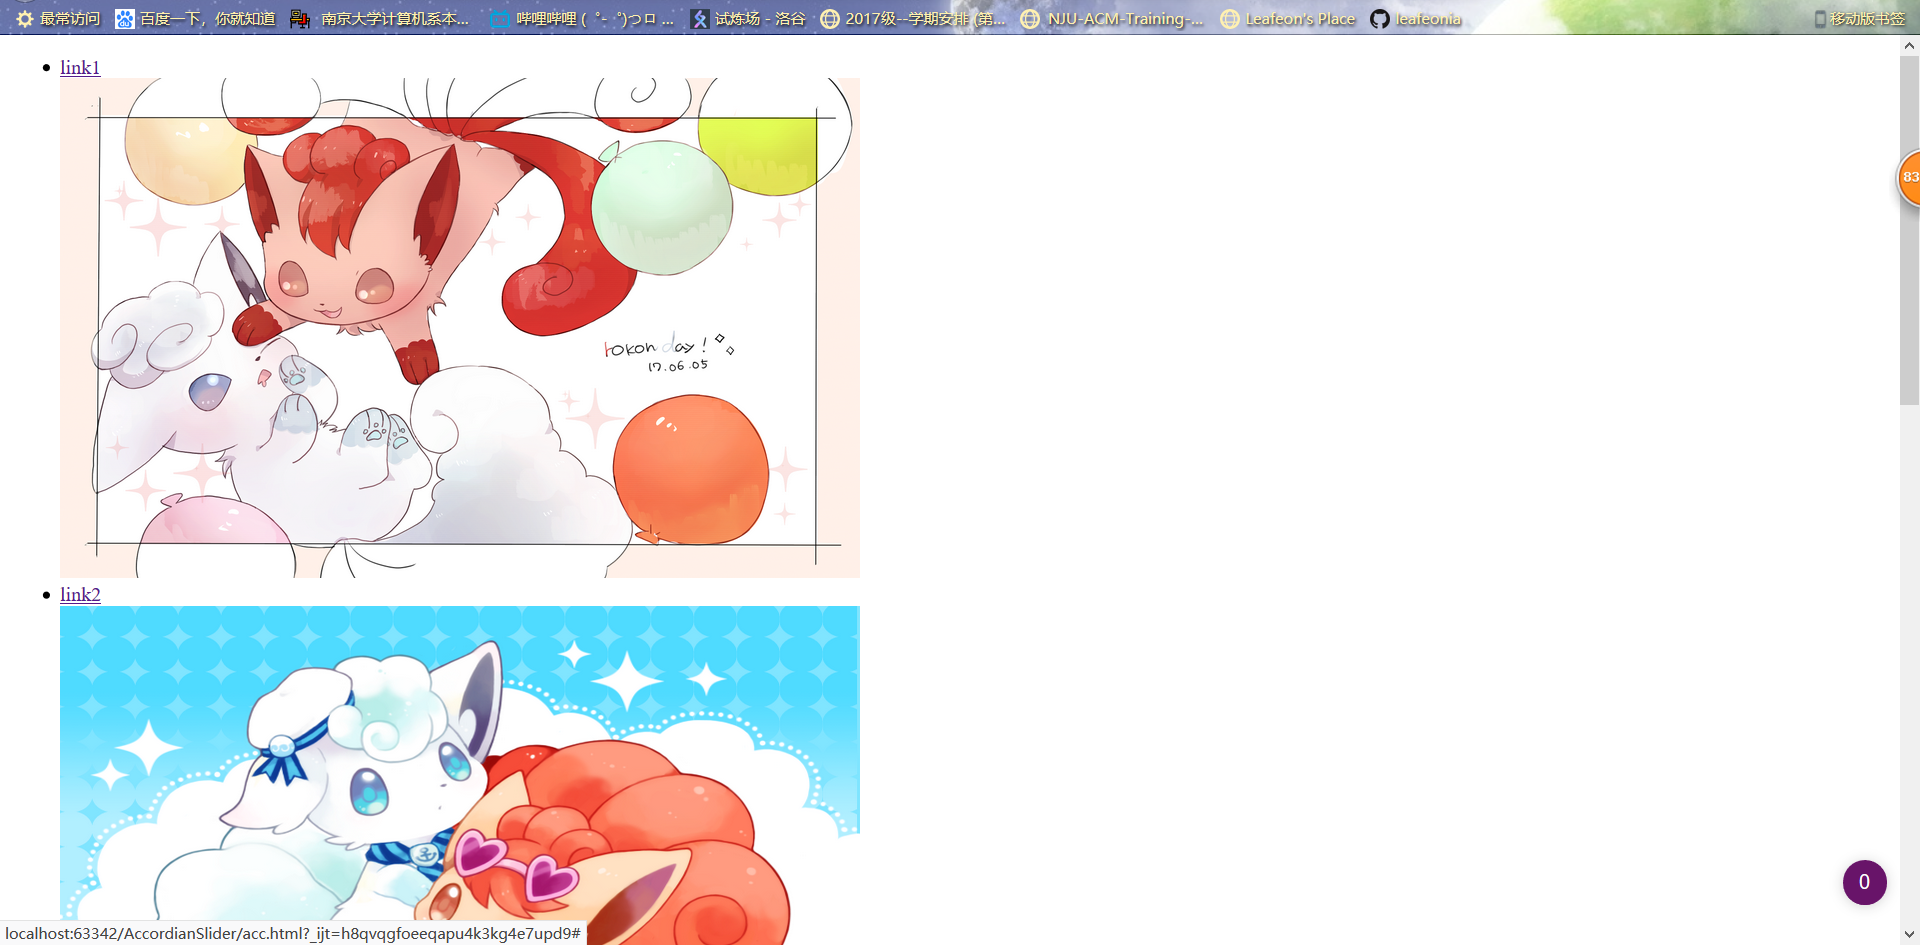 最常访问 百度一下，你就知道 南京大学计算机系本... 哔哩哔哩 ( ゜- ゜)つロ ... 试炼场 - 洛谷 2017级--学期安排 (第... NJU-ACM-Training-... Leafeon's Place leafeonia 移动版书签
link1
83
rokon day!
17.06.05
link2
0
localhost:63342/AccordianSlider/acc.html?_ijt=h8qvqgfoeeqapu4k3kg4e7upd9#